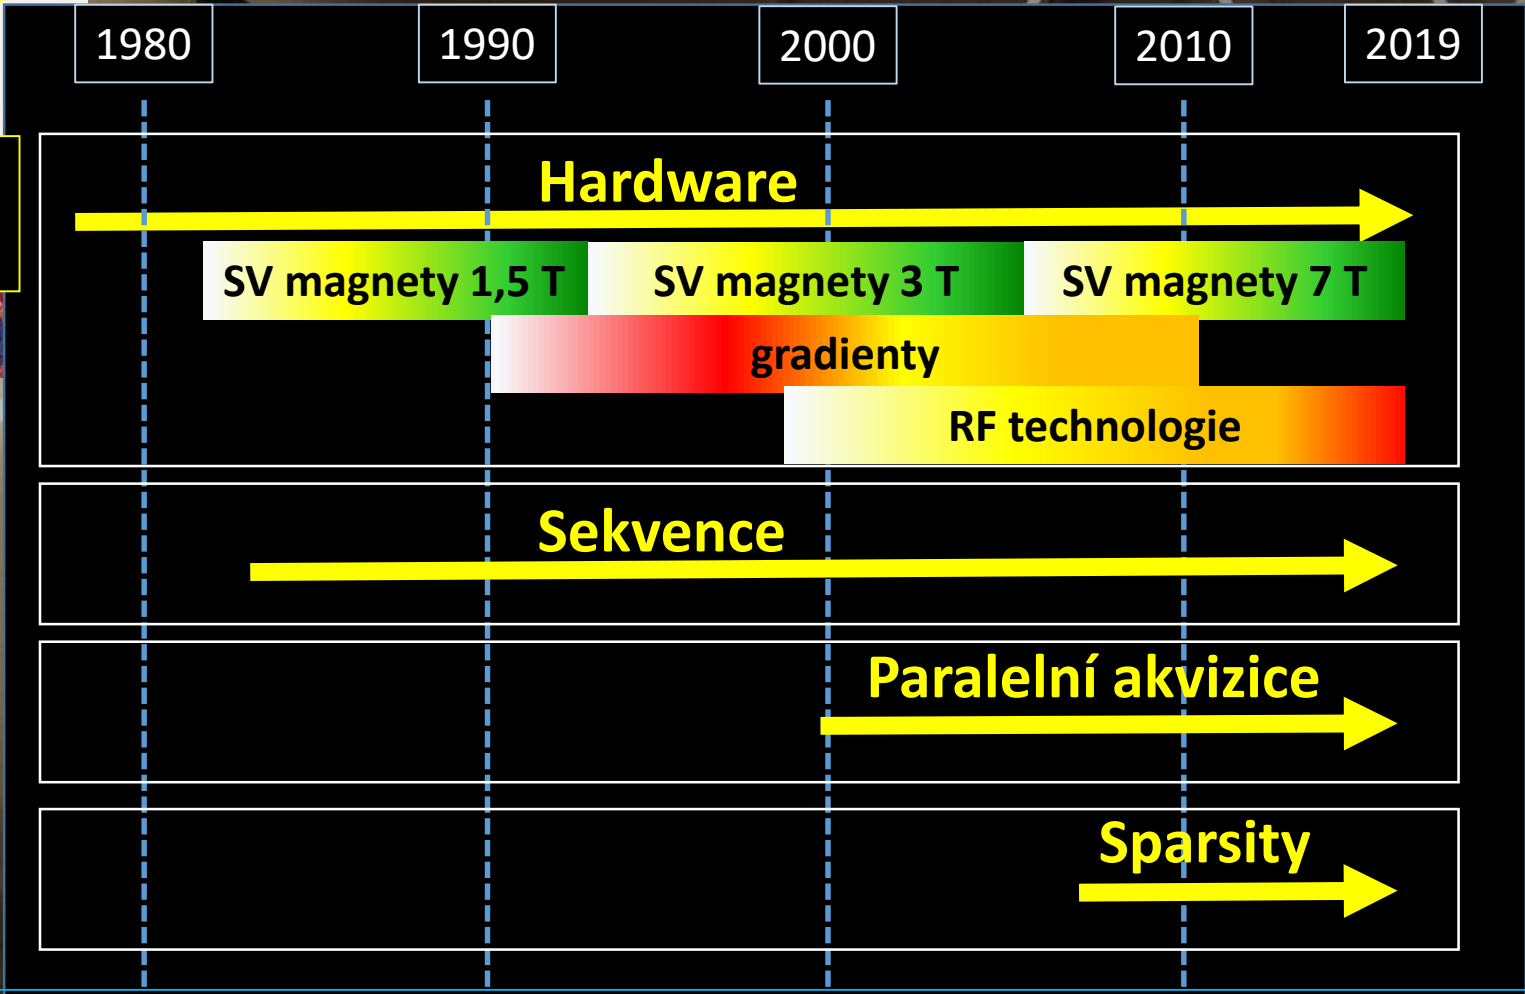 1980
1990
2000
2010
2019
Hardware
SV magnety 1,5 T
SV magnety 3 T
SV magnety 7 T
gradienty
RF technologie
Sekvence
Paralelní akvizice
Sparsity